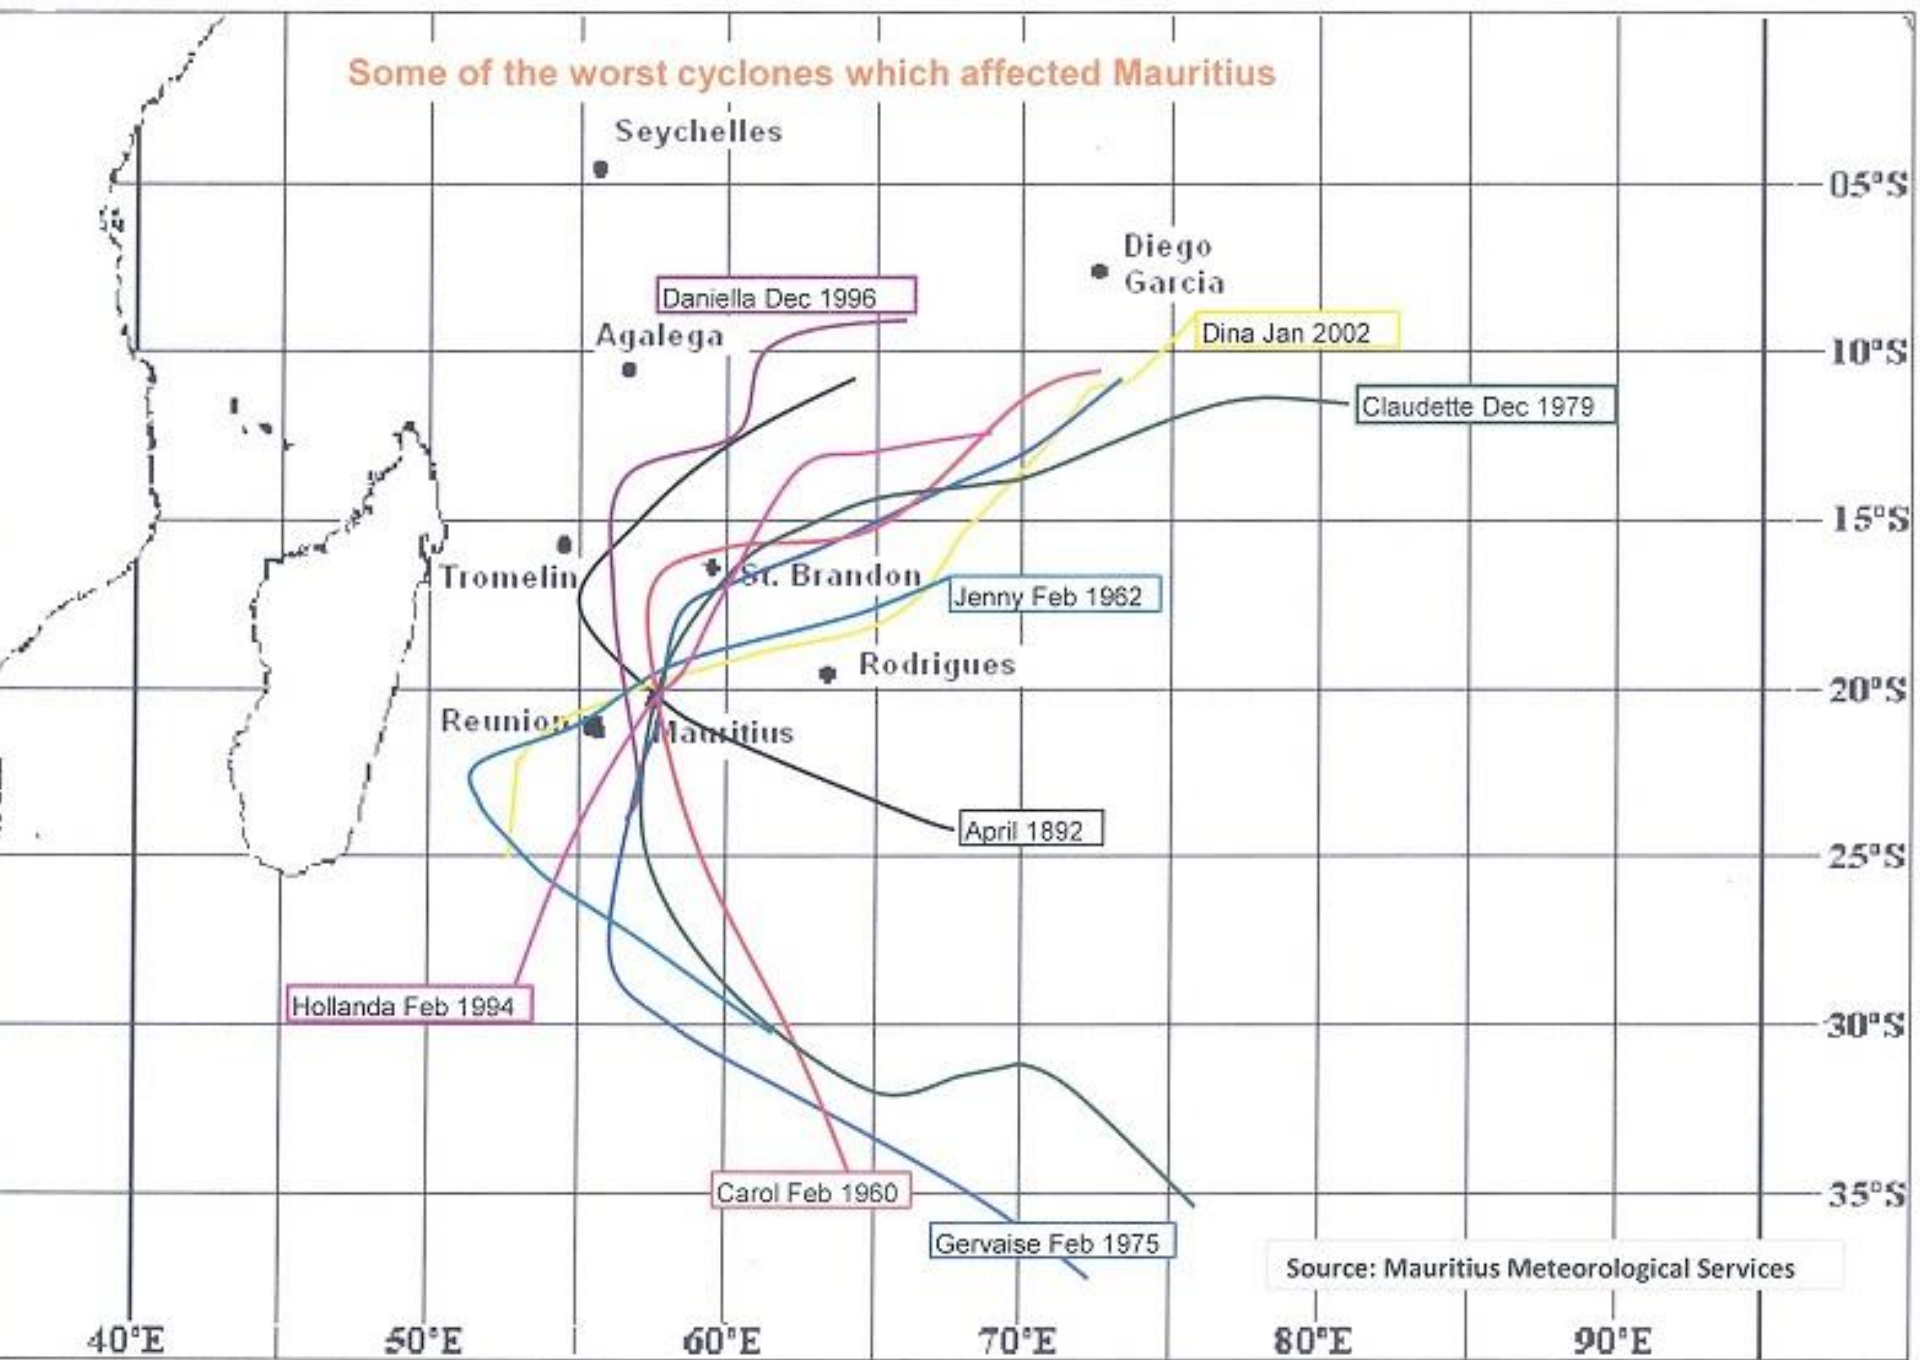 Some of the worst cyclones which affected Mauritius
Seychelles
05°S
Diego
Garcia
Daniella Dec 1996
Agalega
Dina Jan 2002
10°S
Claudette Dec 1979
15°S
Tromelin
St. Brandon
Jenny Feb 1962
Rodrigues
20°S
Reunion
Mauritius
April 1892
25°S
Hollanda Feb 1994
30°S
Carol Feb 1960
35°S
Gervaise Feb 1975
Source: Mauritius Meteorological Services
40°E
50°E
60°E
70°E
80°E
90°E